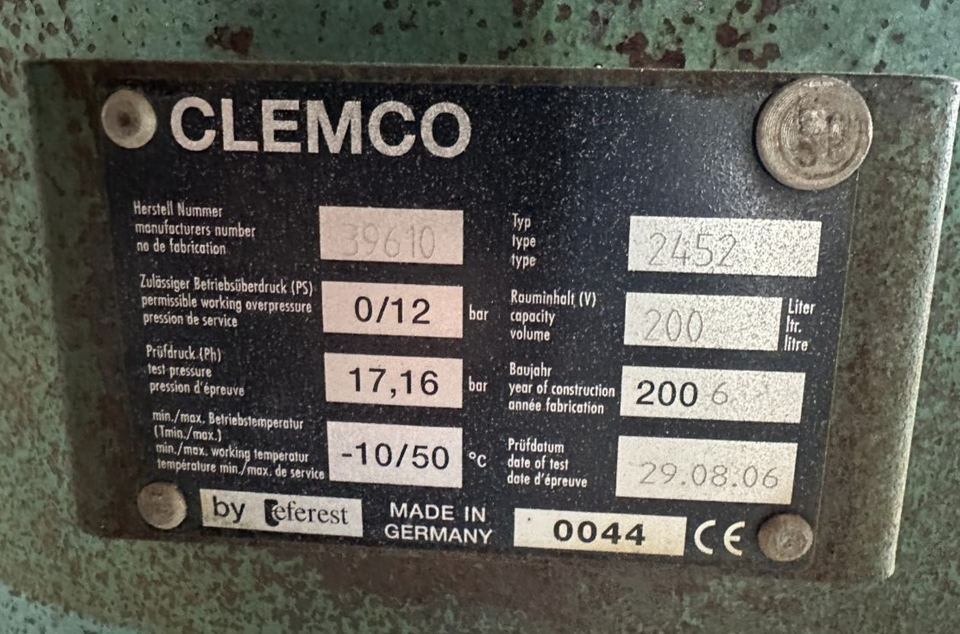 CLEMCO
Herstell Nummer
manufacturers number
no de fabrication
39610
Typ
type
type
2452
Zulässiger Betriebsüberdruck (PS)
permissible working overpressure
pression de service
0/12 bar
Rauminhalt (V)
capacity
volume
200
Liter
ltr.
litre
Prüfdruck (Ph)
test pressure
pression d'épreuve
17,16 bar
Baujahr
year of construction
année fabrication
2006
min./max. Betriebstemperatur
(Tmin./max.)
min./max. working temperatur
température min./max. de service
-10/50 °C
Prüfdatum
date of test
date d'épreuve
29.08.06
by Referest
MADE IN
GERMANY
0044 CE